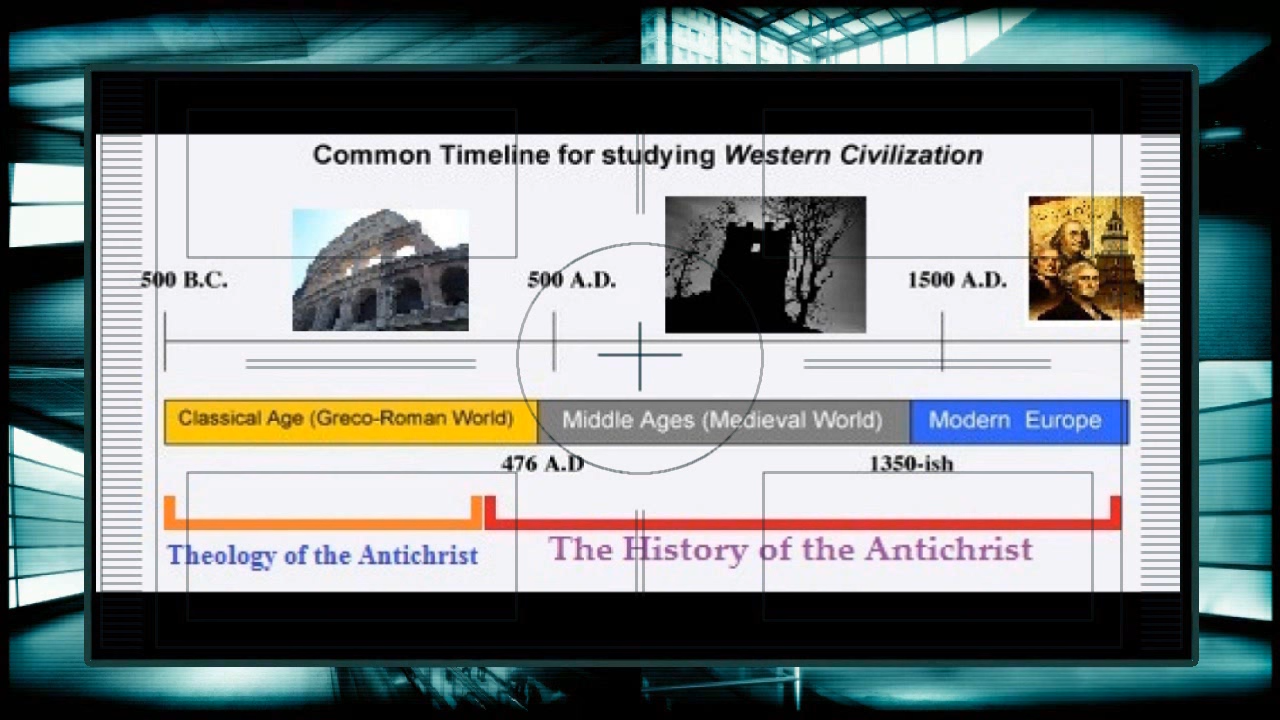 Common Timeline for studying Western Civilization
500 B.C.
500 A.D.
1500 A.D.
Classical Age (Greco-Roman World)
Middle Ages (Medieval World)
Modern Europe
476 A.D
1350-ish
Theology of the Antichrist
The History of the Antichrist